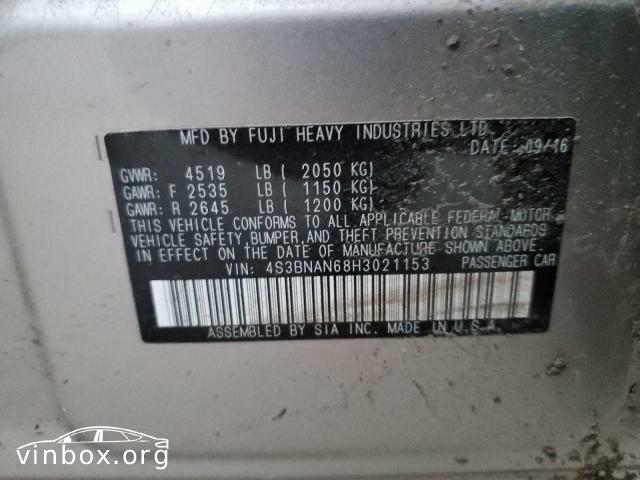 MFD BY FUJI HEAVY INDUSTRIES LTD.
DATE: 09/16
GVWR: 4519 LB ( 2050 KG)
GAWR: F 2535 LB ( 1150 KG)
GAWR: R 2645 LB ( 1200 KG)
THIS VEHICLE CONFORMS TO ALL APPLICABLE FEDERAL MOTOR
VEHICLE SAFETY, BUMPER, AND THEFT PREVENTION STANDARDS
IN EFFECT ON THE DATE OF MANUFACTURE SHOWN ABOVE.
VIN: 4S3BNAN68H3021153 PASSENGER CAR
ASSEMBLED BY SIA INC. MADE IN U.S.A.
vinbox.org